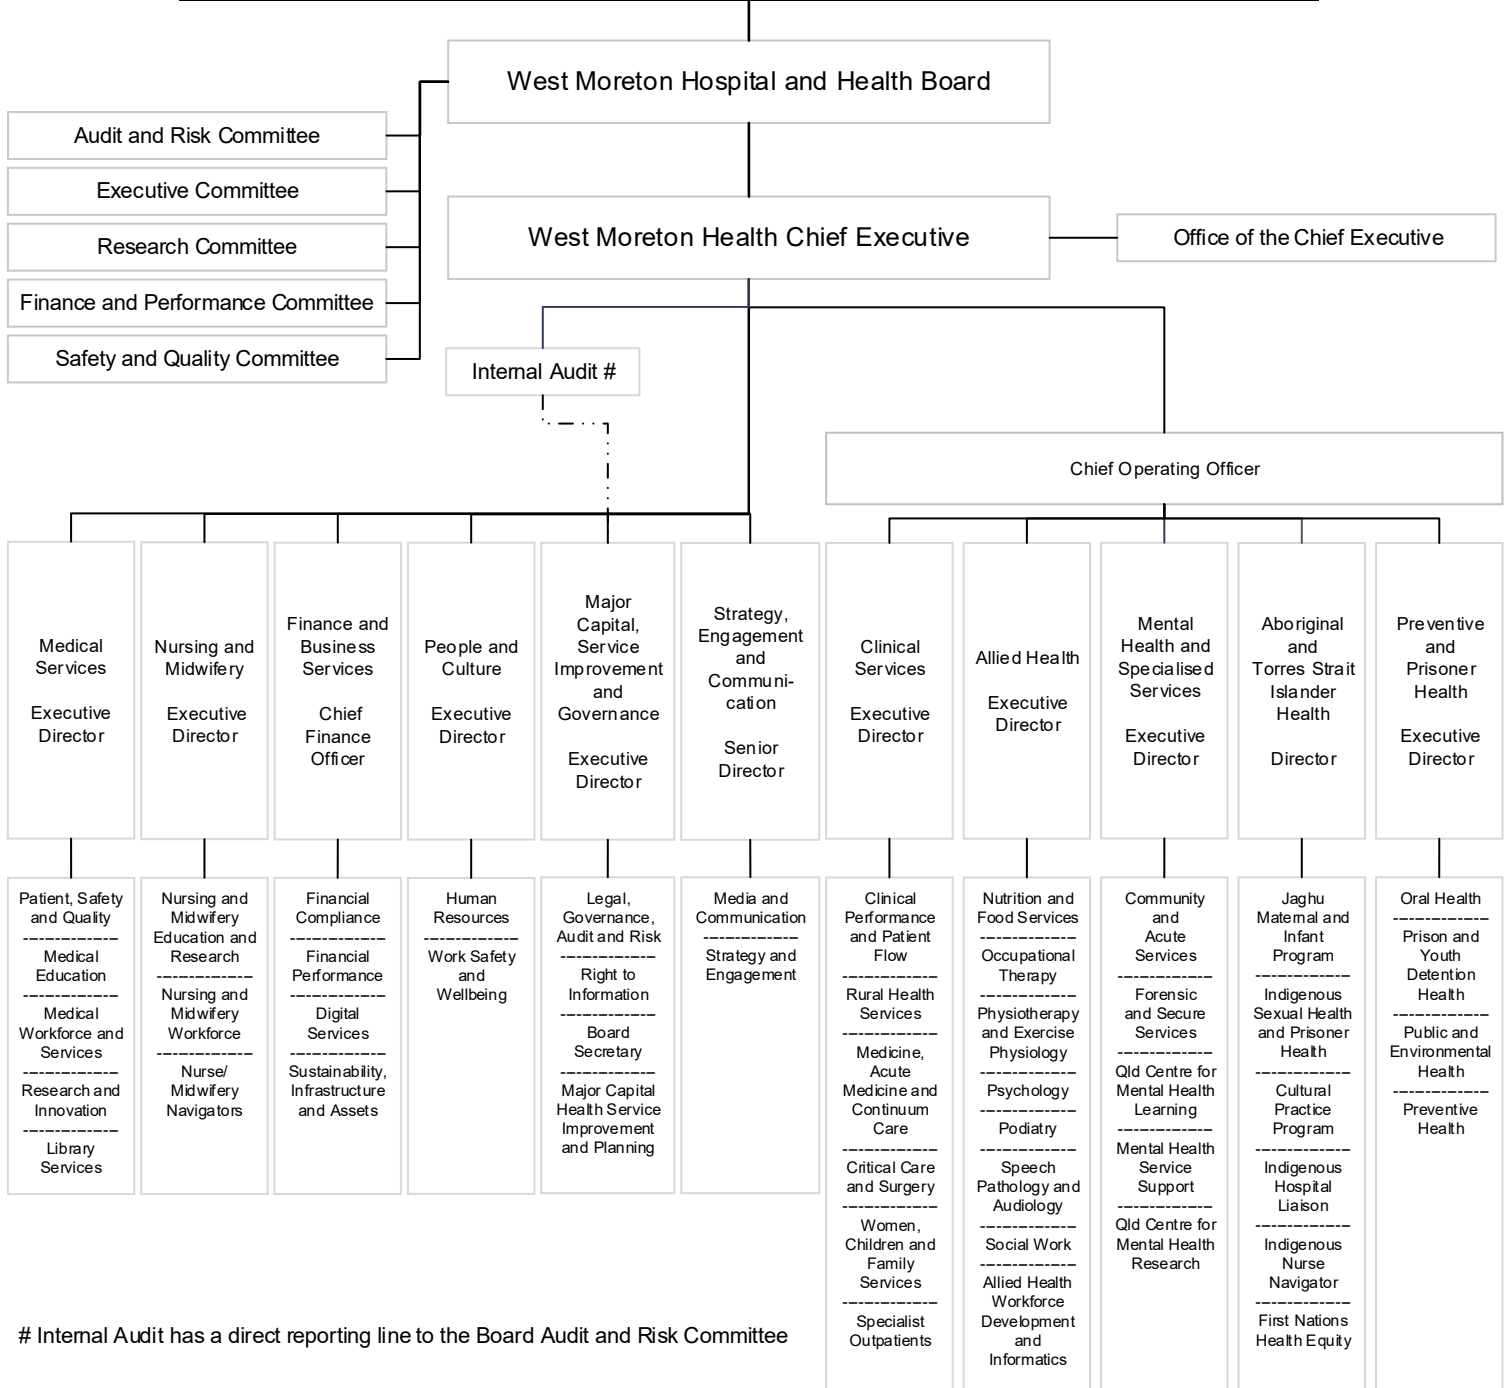 West Moreton Hospital and Health Board
Audit and Risk Committee
Executive Committee
Research Committee
Finance and Performance Committee
Safety and Quality Committee
West Moreton Health Chief Executive
Office of the Chief Executive
Internal Audit #
Chief Operating Officer
Medical
Services
Executive
Director
Nursing and
Midwifery
Executive
Director
Finance and
Business
Services
Chief
Finance
Officer
People and
Culture
Executive
Director
Major
Capital,
Service
Improvement
and
Governance
Executive
Director
Strategy,
Engagement
and
Communi-
cation
Senior
Director
Clinical
Services
Executive
Director
Allied Health
Executive
Director
Mental
Health and
Specialised
Services
Executive
Director
Aboriginal
and
Torres Strait
Islander
Health
Director
Preventive
and
Prisoner
Health
Executive
Director
Patient, Safety
and Quality
----------------
Medical
Education
----------------
Medical
Workforce and
Services
----------------
Research and
Innovation
----------------
Library
Services
Nursing and
Midwifery
Education and
Research
----------------
Nursing and
Midwifery
Workforce
----------------
Nurse/
Midwifery
Navigators
Financial
Compliance
----------------
Financial
Performance
----------------
Digital
Services
----------------
Sustainability,
Infrastructure
and Assets
Human
Resources
----------------
Work Safety
and
Wellbeing
Legal,
Governance,
Audit and Risk
----------------
Right to
Information
----------------
Board
Secretary
----------------
Major Capital
Health Service
Improvement
and Planning
Media and
Communication
----------------
Strategy and
Engagement
Clinical
Performance
and Patient
Flow
----------------
Rural Health
Services
----------------
Medicine,
Acute
Medicine and
Continuum
Care
----------------
Critical Care
and Surgery
----------------
Women,
Children and
Family
Services
----------------
Specialist
Outpatients
Nutrition and
Food Services
----------------
Occupational
Therapy
----------------
Physiotherapy
and Exercise
Physiology
----------------
Psychology
----------------
Podiatry
----------------
Speech
Pathology and
Audiology
----------------
Social Work
----------------
Allied Health
Workforce
Development
and
Informatics
Community
and
Acute
Services
----------------
Forensic
and Secure
Services
----------------
Qld Centre for
Mental Health
Learning
----------------
Mental Health
Service
Support
----------------
Qld Centre for
Mental Health
Research
Jaghu
Maternal and
Infant
Program
----------------
Indigenous
Sexual Health
and Prisoner
Health
----------------
Cultural
Practice
Program
----------------
Indigenous
Hospital
Liaison
----------------
Indigenous
Nurse
Navigator
----------------
First Nations
Health Equity
Oral Health
----------------
Prison and
Youth
Detention
Health
----------------
Public and
Environmental
Health
----------------
Preventive
Health
# Internal Audit has a direct reporting line to the Board Audit and Risk Committee